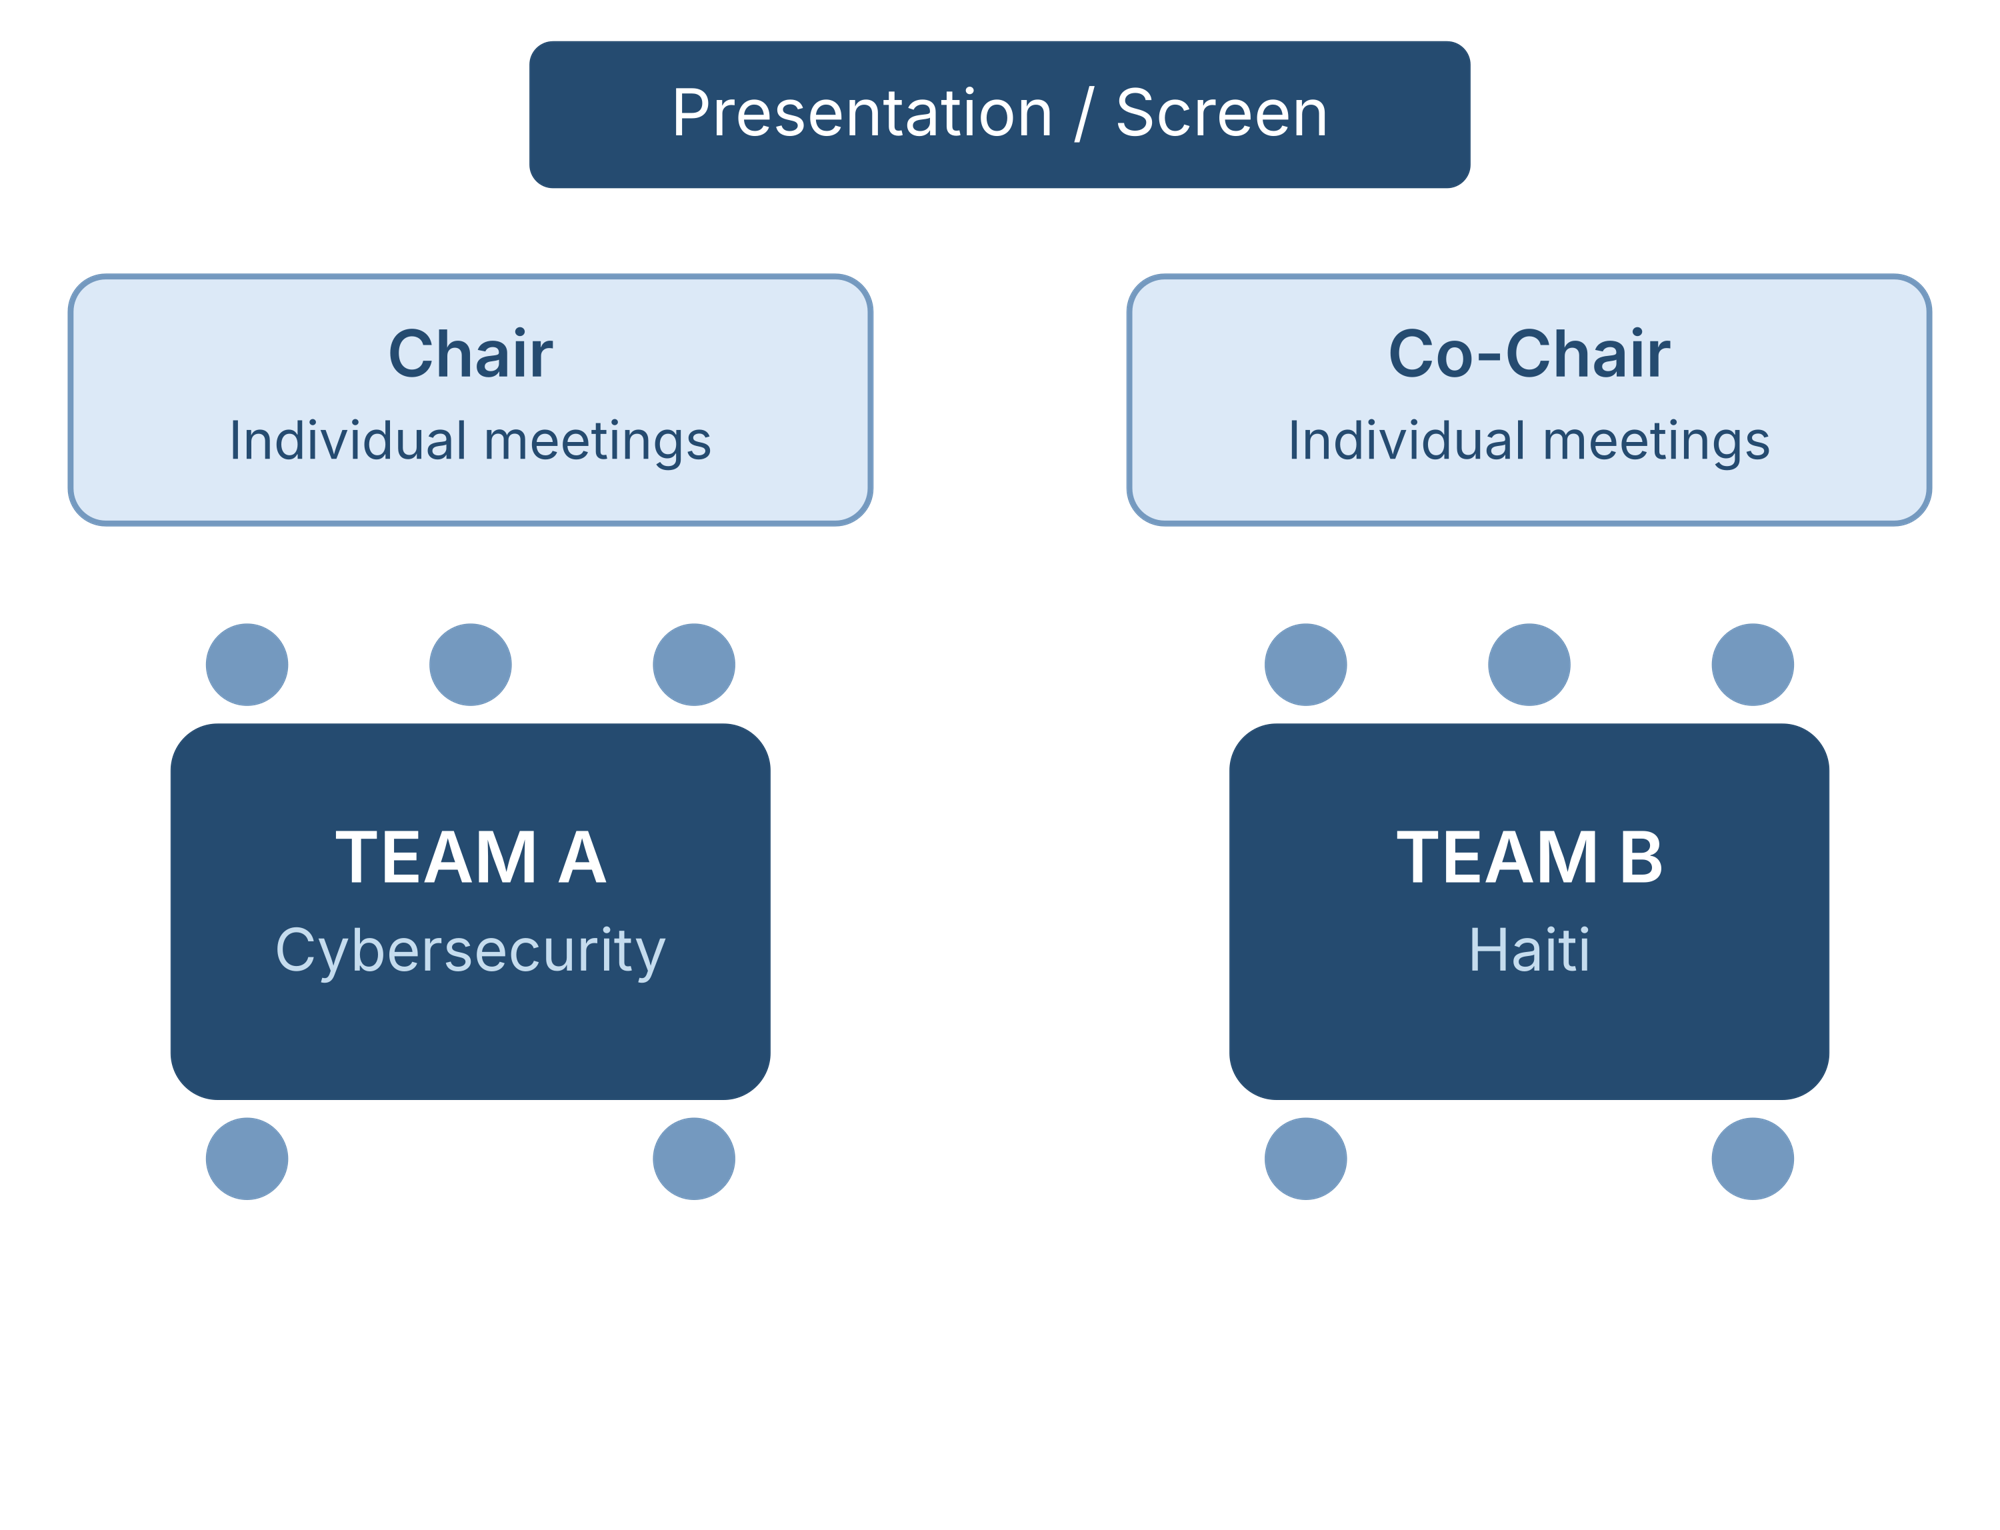 Presentation / Screen
Chair
Individual meetings
Co-Chair
Individual meetings
TEAM A
Cybersecurity
TEAM B
Haiti